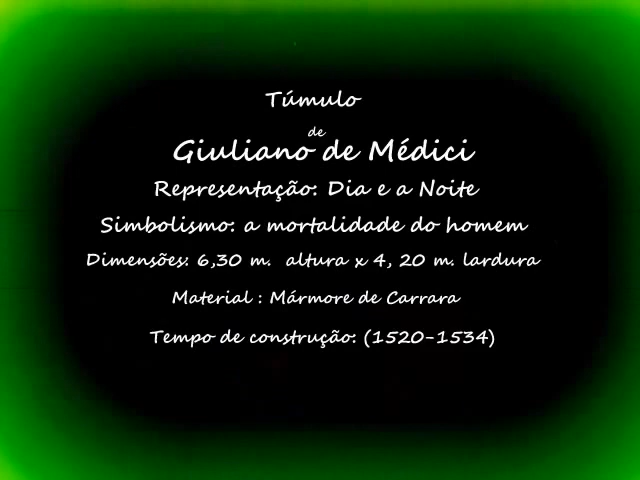 Túmulo
de
Giuliano de Médici
Representação: Dia e a Noite
Simbolismo: a mortalidade do homem
Dimensões: 6,30 m. altura x 4, 20 m. lardura
Material : Mármore de Carrara
Tempo de construção: (1520-1534)